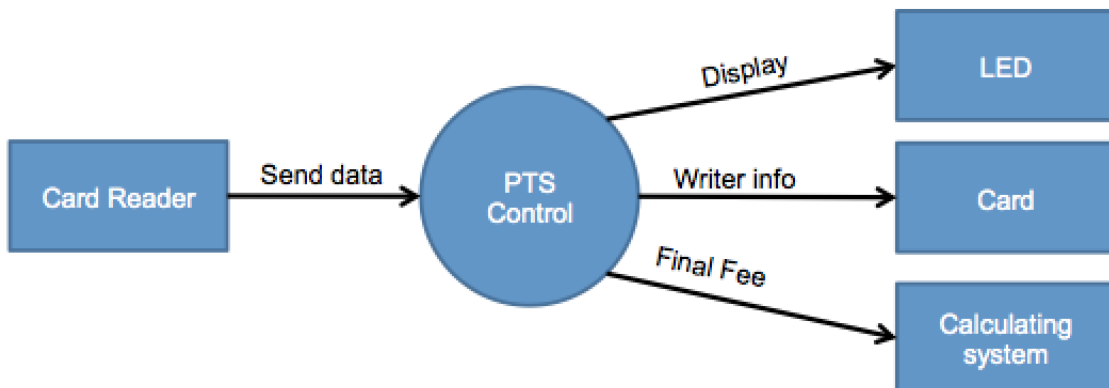 Card Reader
Send data
PTS
Control
Display
Writer info
Final Fee
LED
Card
Calculating
system